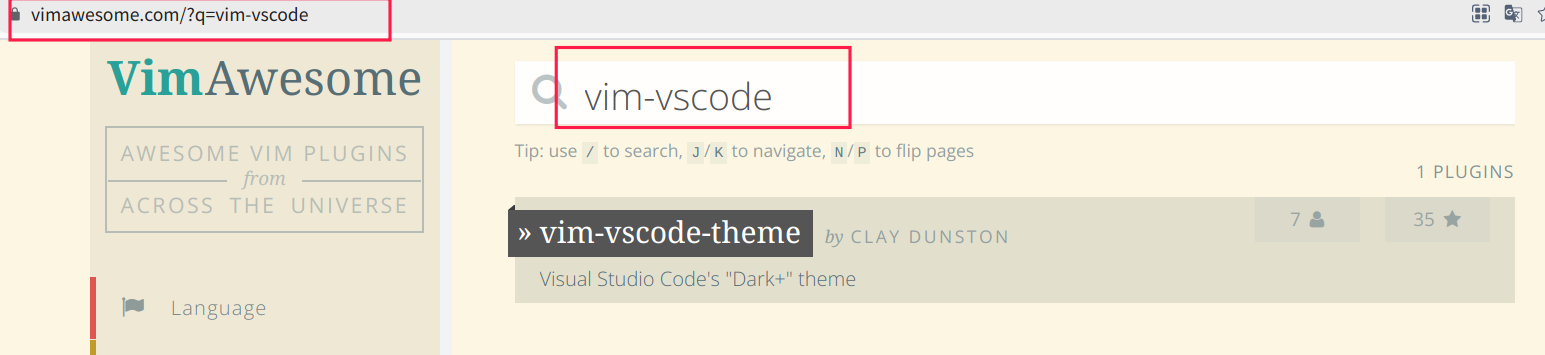 vimawesome.com/?q=vim-vscode
VimAwesome
AWESOME VIM PLUGINS
from
ACROSS THE UNIVERSE
Language
vim-vscode
Tip: use / to search, J/K to navigate, N/P to flip pages
1 PLUGINS
» vim-vscode-theme by CLAY DUNSTON 7 35
Visual Studio Code's "Dark+" theme